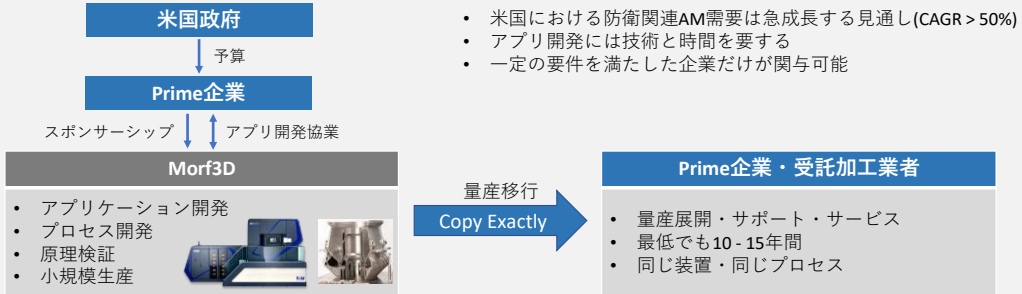 米国政府
予算
Prime企業
スポンサーシップ
アプリ開発協業
• 米国における防衛関連AM需要は急成長する見通し(CAGR > 50%)
• アプリ開発には技術と時間を要する
• 一定の要件を満たした企業だけが関与可能
Morf3D
• アプリケーション開発
• プロセス開発
• 原理検証
• 小規模生産
量産移行
Copy Exactly
Prime企業・受託加工業者
• 量産展開・サポート・サービス
• 最低でも10 - 15年間
• 同じ装置・同じプロセス